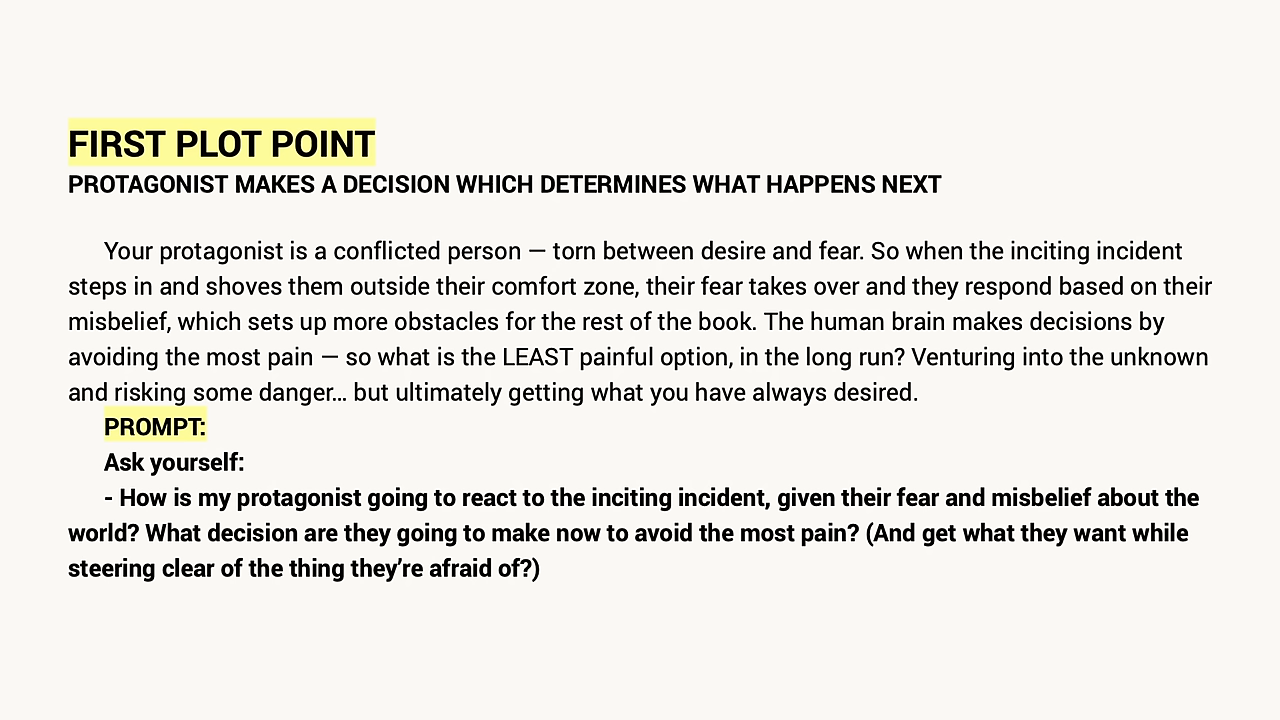 FIRST PLOT POINT
PROTAGONIST MAKES A DECISION WHICH DETERMINES WHAT HAPPENS NEXT
Your protagonist is a conflicted person — torn between desire and fear. So when the inciting incident
steps in and shoves them outside their comfort zone, their fear takes over and they respond based on their
misbelief, which sets up more obstacles for the rest of the book. The human brain makes decisions by
avoiding the most pain — so what is the LEAST painful option, in the long run? Venturing into the unknown
and risking some danger... but ultimately getting what you have always desired.
PROMPT:
Ask yourself:
- How is my protagonist going to react to the inciting incident, given their fear and misbelief about the
world? What decision are they going to make now to avoid the most pain? (And get what they want while
steering clear of the thing they’re afraid of?)